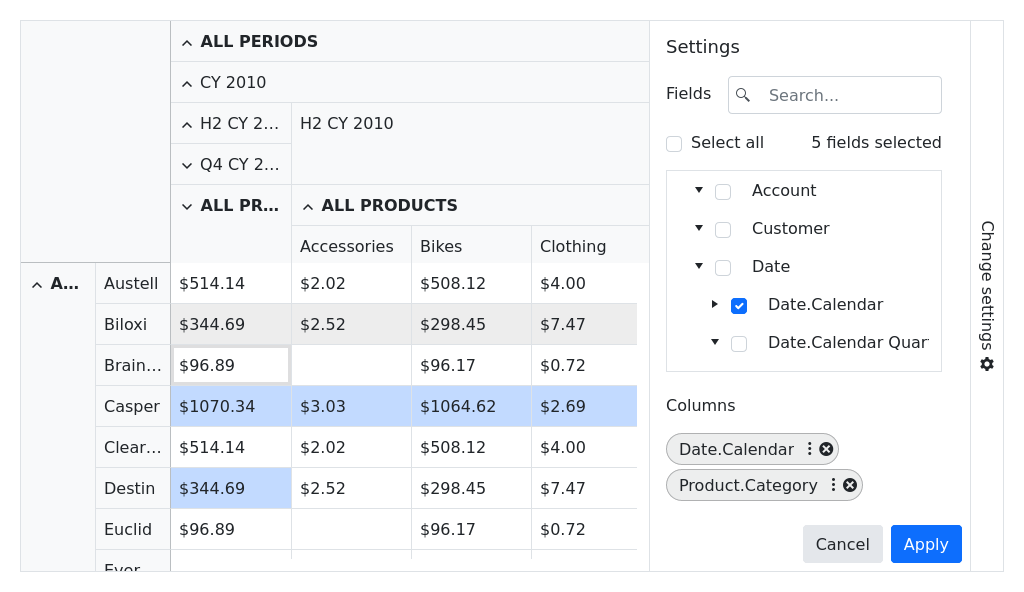 ALL PERIODS
CY 2010
H2 CY 2... H2 CY 2010
Q4 CY 2...
ALL PR... ALL PRODUCTS
Accessories Bikes Clothing
A... Austell $514.14 $2.02 $508.12 $4.00
Biloxi $344.69 $2.52 $298.45 $7.47
Brain... $96.89 $96.17 $0.72
Casper $1070.34 $3.03 $1064.62 $2.69
Clear... $514.14 $2.02 $508.12 $4.00
Destin $344.69 $2.52 $298.45 $7.47
Euclid $96.89 $96.17 $0.72
Settings
Fields Search...
Select all 5 fields selected
Account
Customer
Date
Date.Calendar
Date.Calendar Quar
Columns
Date.Calendar
Product.Category
Cancel Apply
Change settings